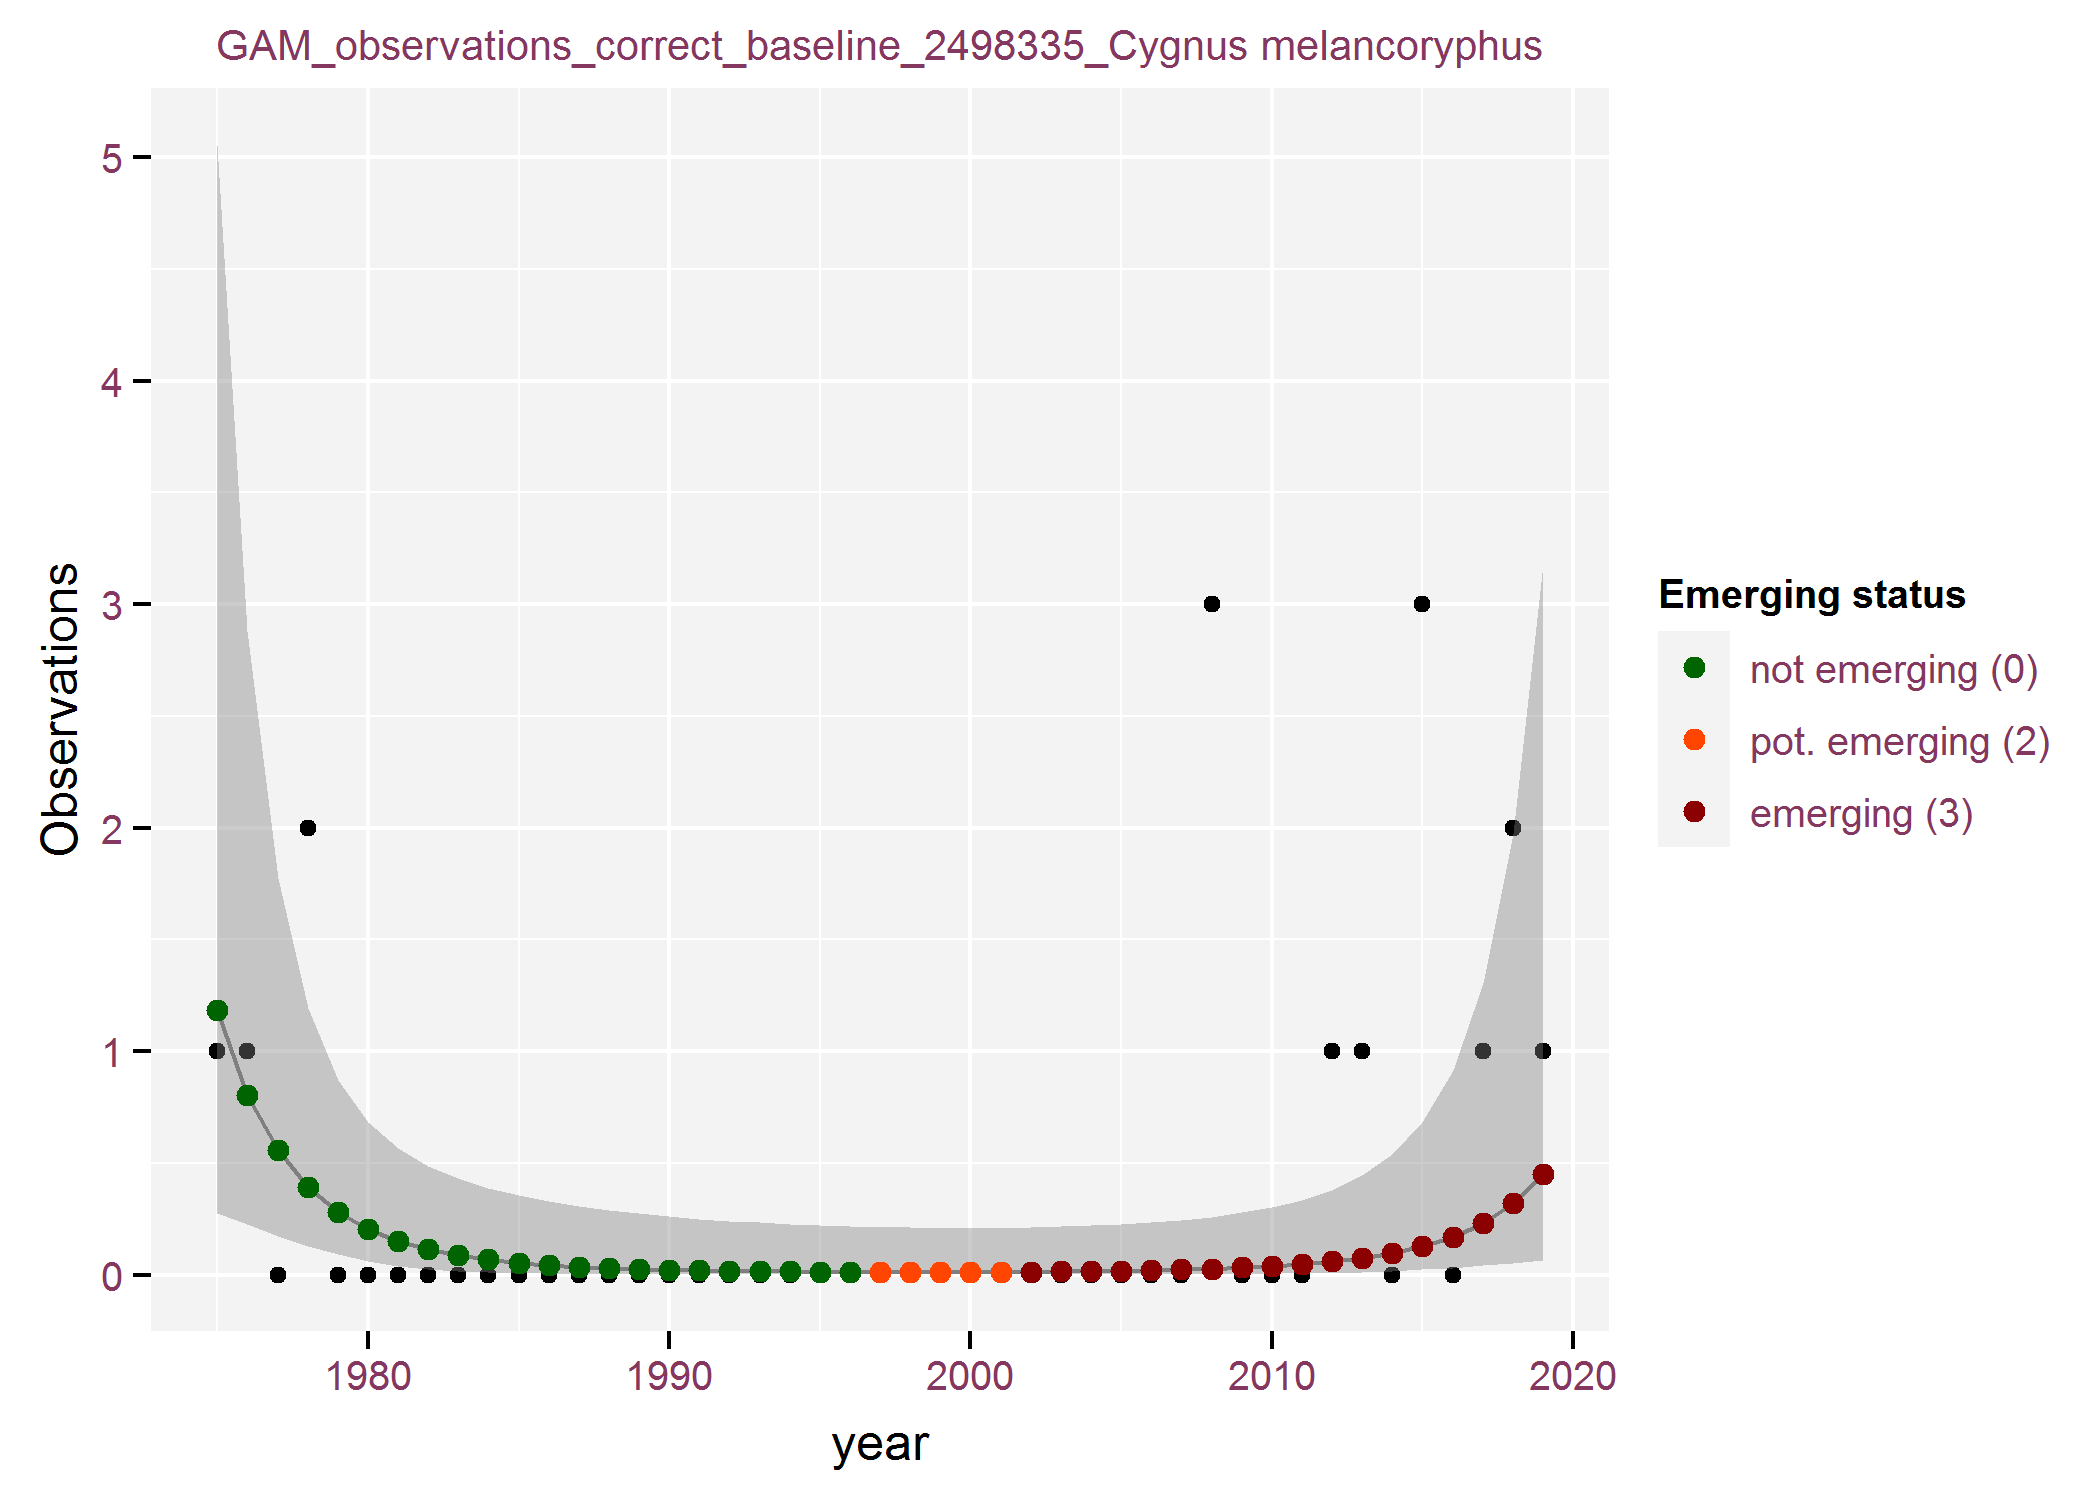 GAM_observations_correct_baseline_2498335_Cygnus melancoryphus
5
4
3
2
1
0
Observations
1980 1990 2000 2010 2020
year
Emerging status
not emerging (0)
pot. emerging (2)
emerging (3)